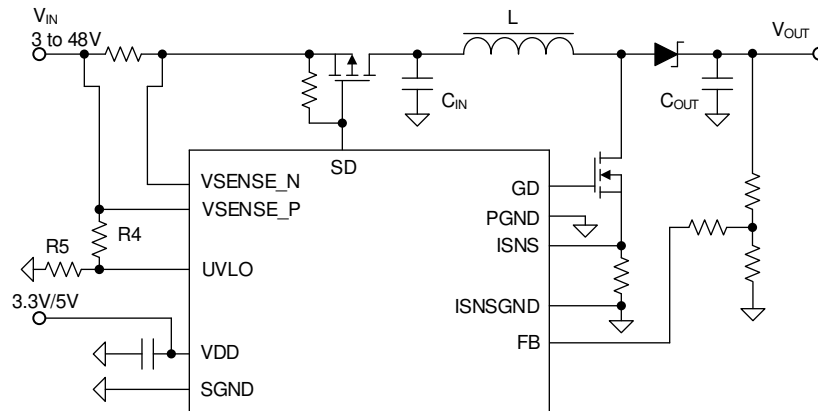 VIN
3 to 48V
L
VOUT
CIN
COUT
SD
VSENSE_N
GD
VSENSE_P
PGND
R4
ISNS
R5
UVLO
3.3V/5V
ISNSGND
VDD
FB
SGND